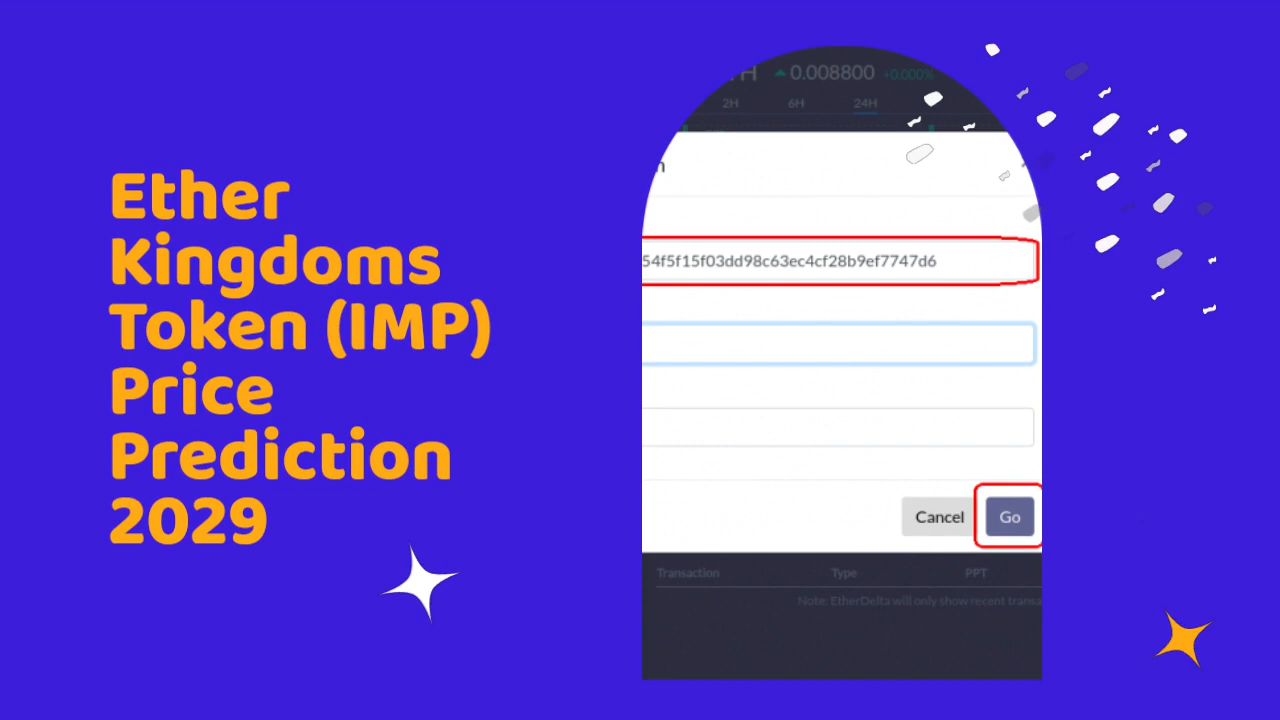 Ether
Kingdoms
Token (IMP)
Price
Prediction
2029
0.008800 +0.000%
2H 6H 24H
54f5f15f03dd98c63ec4cf28b9ef7747d6
Cancel Go
Transaction Type PPT
Note: EtherDelta will only show recent